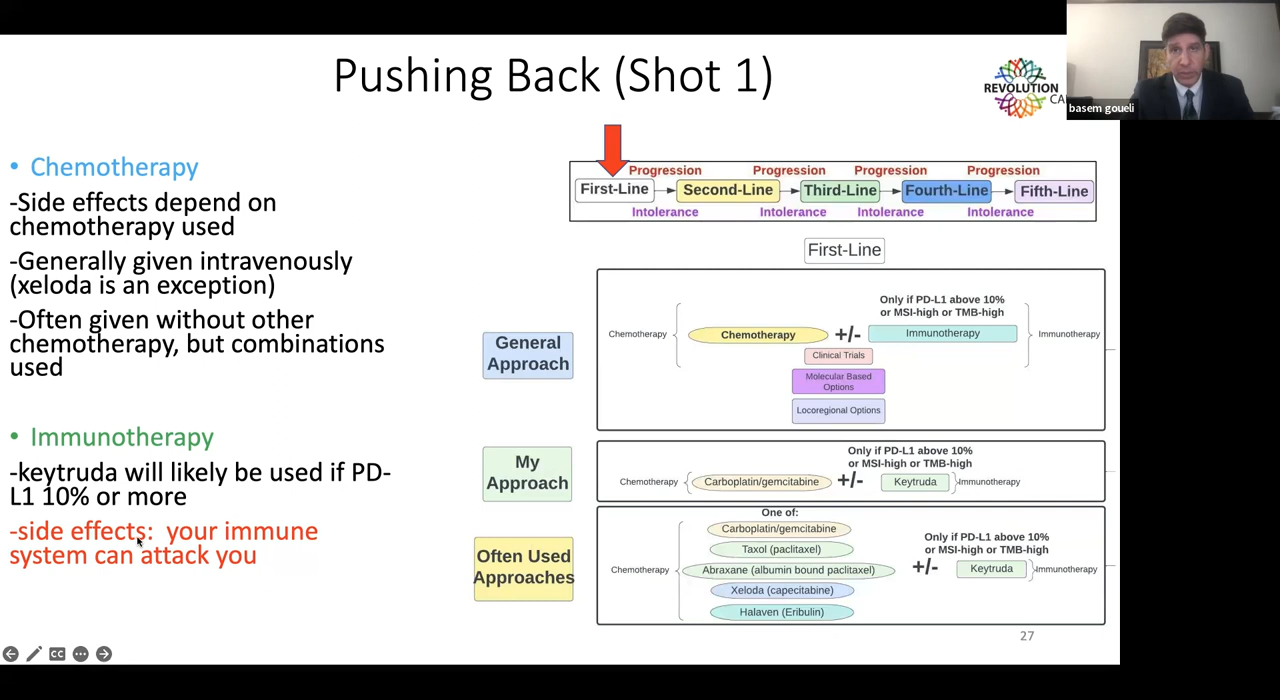 Pushing Back (Shot 1)
REVOLUTION
CA
basem goueli
• Chemotherapy
-Side effects depend on
chemotherapy used
-Generally given intravenously
(xeloda is an exception)
-Often given without other
chemotherapy, but combinations
used
• Immunotherapy
-keytruda will likely be used if PD-
L1 10% or more
-side effects: your immune
system can attack you
Progression Progression Progression Progression
First-Line Second-Line Third-Line Fourth-Line Fifth-Line
Intolerance Intolerance Intolerance Intolerance
First-Line
General
Approach
Only if PD-L1 above 10%
or MSI-high or TMB-high
Chemotherapy Chemotherapy +/- Immunotherapy Immunotherapy
Clinical Trials
Molecular Based
Options
Locoregional Options
My
Approach
Only if PD-L1 above 10%
or MSI-high or TMB-high
Chemotherapy Carboplatin/gemcitabine +/- Keytruda Immunotherapy
Often Used
Approaches
One of:
Carboplatin/gemcitabine
Taxol (paclitaxel)
Only if PD-L1 above 10%
or MSI-high or TMB-high
Chemotherapy Abraxane (albumin bound paclitaxel) +/- Keytruda Immunotherapy
Xeloda (capecitabine)
Halaven (Eribulin)
27
CC